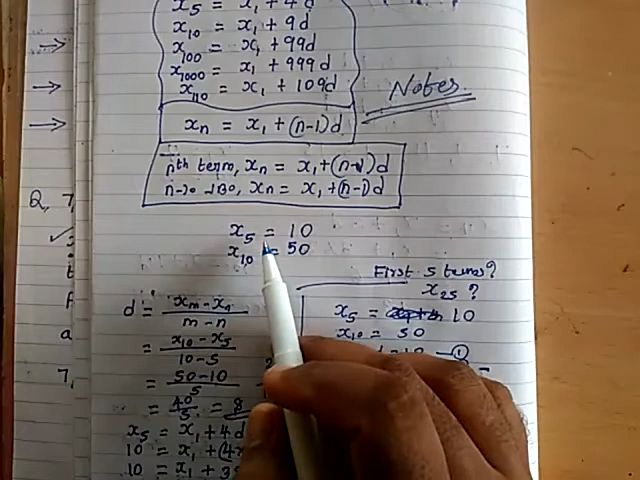 x5 = x1 + 4d
x10 = x1 + 9d
x100 = x1 + 99d
x1000 = x1 + 999d
x110 = x1 + 109d
Notes
xn = x1 + (n-1)d
nth term, xn = x1 + (n-1)d
xn = x1 + (n-1)d
Q, 7,
x5 = 10
x10 = 50
d = xm - xn / m - n
= x10 - x5 / 10 - 5
= 50 - 10 / 5
= 40/5 = 8
x5 = x1 + 4d
10 = x1 + (4x
10 = x1 + 3
First 5 terms?
x25 ?
x5 = 10
x10 = 50
7,